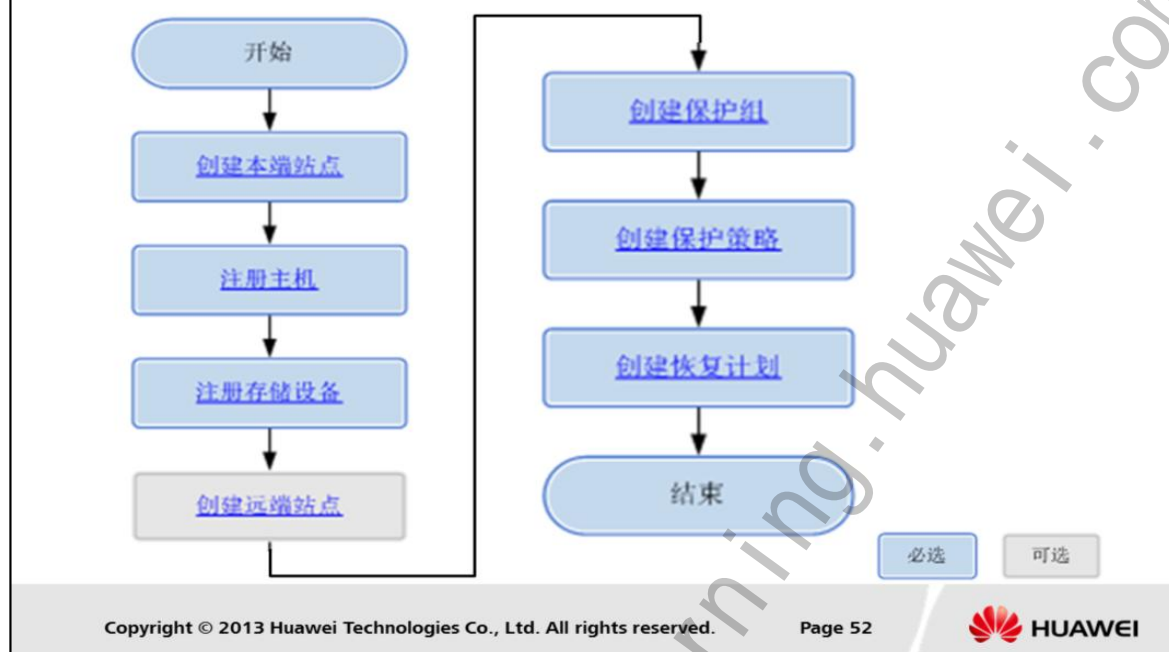 开始
创建本端站点
注册主机
注册存储设备
创建远端站点
创建保护组
创建保护策略
创建恢复计划
结束
必选
可选
Copyright © 2013 Huawei Technologies Co., Ltd. All rights reserved.
Page 52
HUAWEI
rning.huawei.co